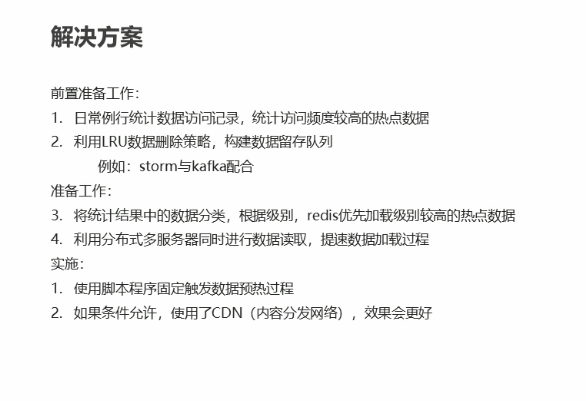 解决方案
前置准备工作：
1. 日常例行统计数据访问记录，统计访问频度较高的热点数据
2. 利用LRU数据删除策略，构建数据留存队列
例如：storm与kafka配合
准备工作：
3. 将统计结果中的数据分类，根据级别，redis优先加载级别较高的热点数据
4. 利用分布式多服务器同时进行数据读取，提速数据加载过程
实施：
1. 使用脚本程序固定触发数据预热过程
2. 如果条件允许，使用了CDN（内容分发网络），效果会更好